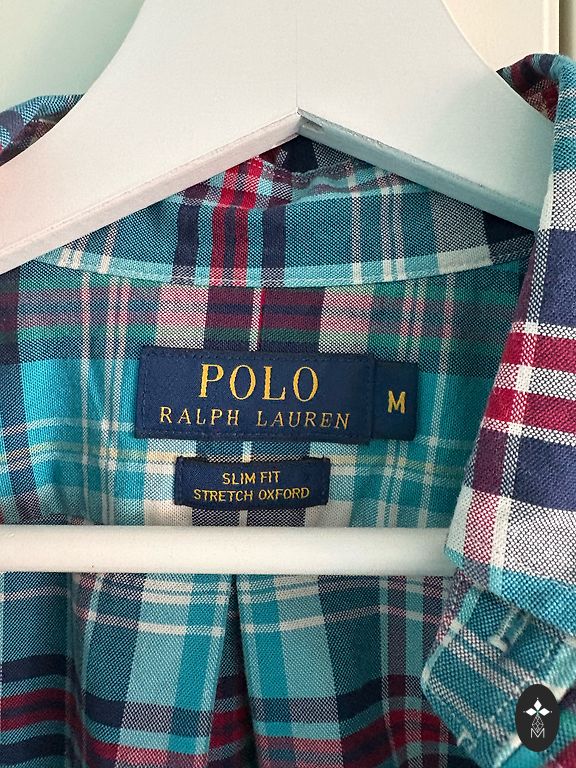 POLO
RALPH LAUREN
M
SLIM FIT
STRETCH OXFORD
M